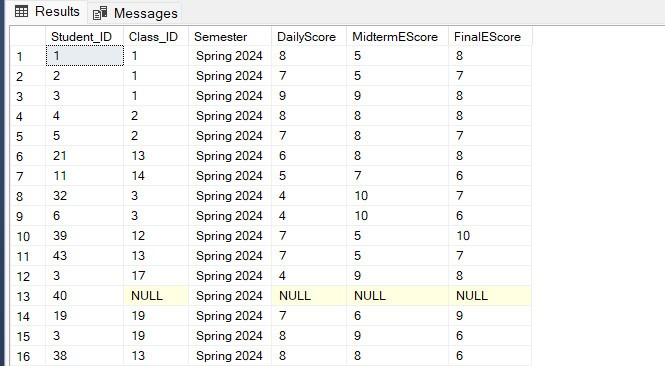 Results Messages
Student_ID Class_ID Semester DailyScore MidtermEScore FinalEScore
1 1 1 Spring 2024 8 5 8
2 2 1 Spring 2024 7 5 7
3 3 1 Spring 2024 9 9 8
4 4 2 Spring 2024 8 8 8
5 5 2 Spring 2024 7 8 7
6 21 13 Spring 2024 6 8 8
7 11 14 Spring 2024 5 7 6
8 32 3 Spring 2024 4 10 7
9 6 3 Spring 2024 4 10 6
10 39 12 Spring 2024 7 5 10
11 43 13 Spring 2024 7 5 7
12 3 17 Spring 2024 4 9 8
13 40 NULL Spring 2024 NULL NULL NULL
14 19 19 Spring 2024 7 6 9
15 3 19 Spring 2024 8 9 6
16 38 13 Spring 2024 8 8 6